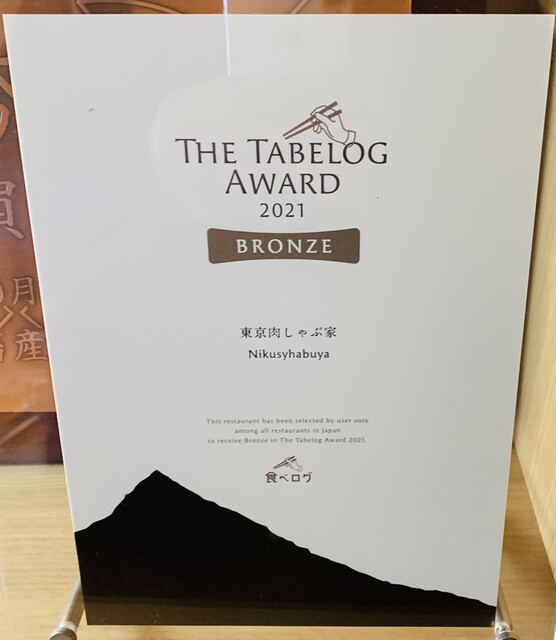 THE TABELOG
AWARD
2021
BRONZE
東京肉しゃぶ家
Nikusyhabuya
This restaurant has been selected by user vote
among all restaurants in Japan
to receive Bronze in The Tabelog Award 2021.
食べログ
月
産